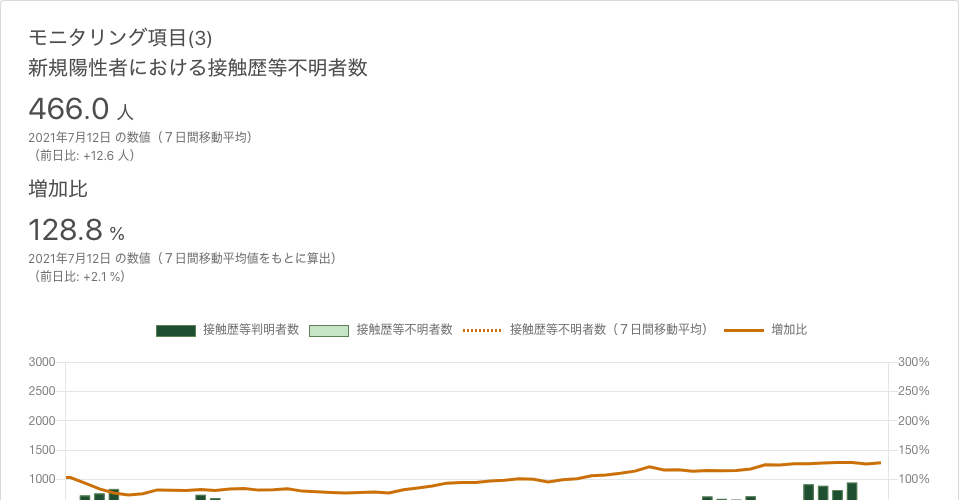 モニタリング項目(3)
新規陽性者における接触歴等不明者数
466.0 人
2021年7月12日 の数値（７日間移動平均）
（前日比: +12.6 人）
増加比
128.8 %
2021年7月12日 の数値（７日間移動平均値をもとに算出）
（前日比: +2.1 %）
接触歴等判明者数 接触歴等不明者数 接触歴等不明者数（７日間移動平均） 増加比
3000 300%
2500 250%
2000 200%
1500 150%
1000 100%